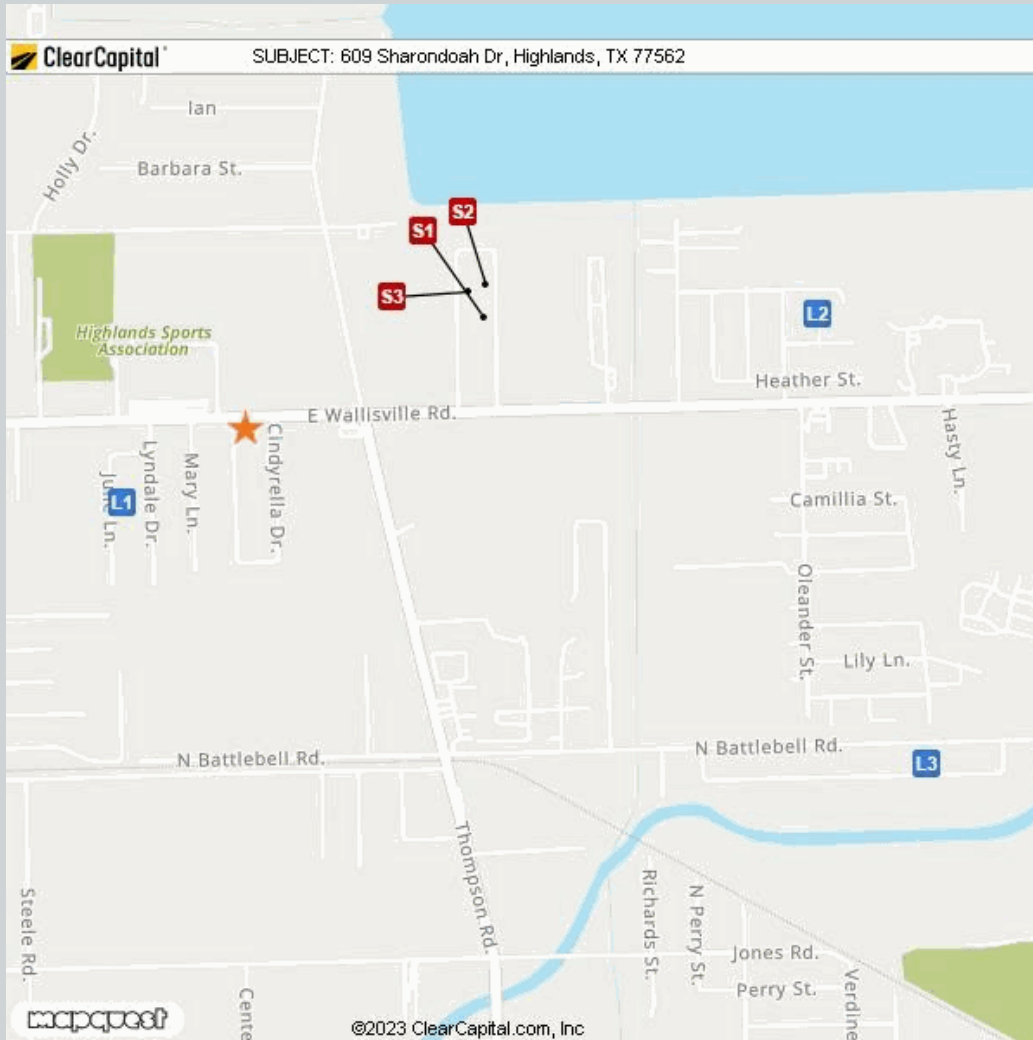 ClearCapital
SUBJECT: 609 Sharondoah Dr, Highlands, TX 77562
Ian
Holly Dr.
Barbara St.
S2
S1
S3
L2
Highlands Sports
Association
Heather St.
E Wallisville Rd.
Hasty Ln.
Cindyrella Dr.
Lyndale Dr.
Mary Ln.
June Ln.
L1
Camillia St.
Oleander St.
Lily Ln.
N Battlebell Rd.
N Battlebell Rd.
L3
Thompson Rd.
Steele Rd.
Richards St.
N Perry St.
Jones Rd.
Perry St.
Verdine
Cente
mapquest
©2023 ClearCapital.com, Inc